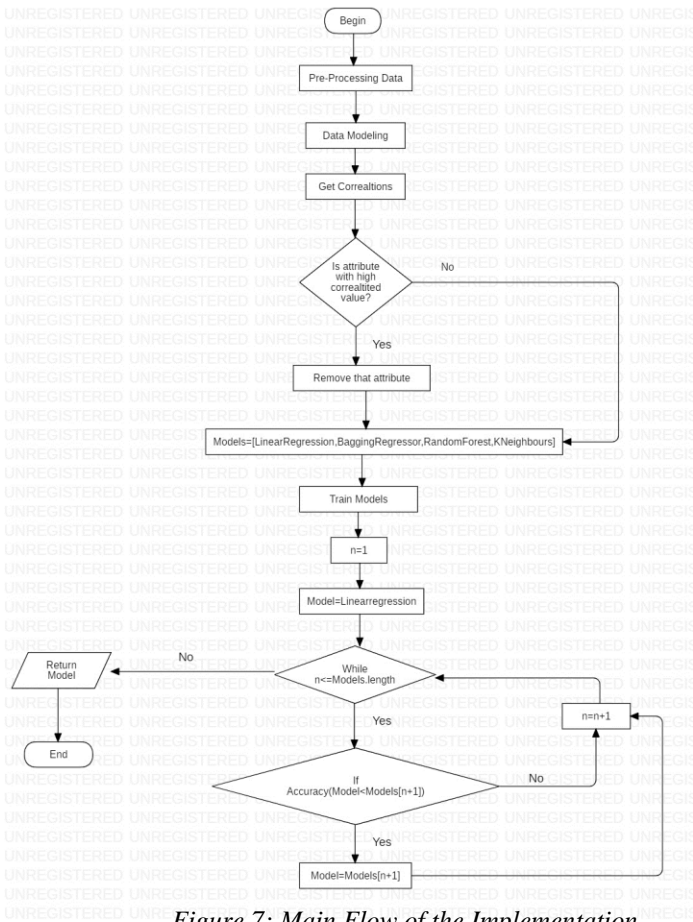 Begin
Pre-Processing Data
Data Modeling
Get Correaltions
Is attribute
with high
correaltited
value?
No
Yes
Remove that attribute
Models=[LinearRegression,BaggingRegressor,RandomForest,KNeighbours]
Train Models
n=1
Model=Linearregression
While
n<=Models.length
No
Return
Model
Yes
n=n+1
End
If
Accuracy(Model<Models[n+1])
No
Yes
Model=Models[n+1]
Figure 7: Main Flow of the Implementation
UNREGISTERED